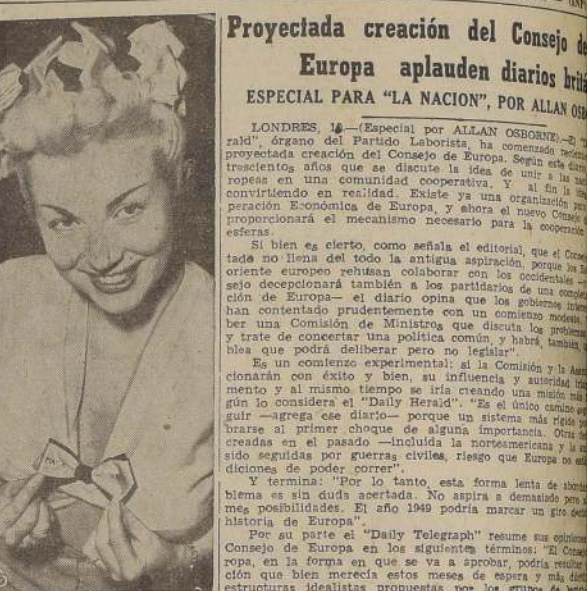 Proyectada creación del Consejo de
Europa aplauden diarios
ESPECIAL PARA "LA NACION", POR ALLAN
LONDRES, (Especial por ALLAN OSBORNE).—El
rald", órgano del Partido Laborista, ha comenzado
proyectada creación del Consejo de Europa. Según este
trescientos años que se discute la idea de unir a las
ropeas en una comunidad cooperativa. Y al fin la
convirtiendo en realidad. Existe ya una organización
peración Económica de Europa, y ahora el nuevo
proporcionará el mecanismo necesario para la cooperación
esferas.
Si bien es cierto, como señala el editorial, que el
tado no llena del todo la antigua aspiración, porque los
oriente europeo rehusan colaborar con los occidentales
sejo decepcionará también a los partidarios de una
ción de Europa— el diario opina que los gobiernos
han contentado prudentemente con un comienzo
ber una Comisión de Ministros que discuta los
y trate de concertar una política común, y habrá, también,
blea que podrá deliberar pero no legislar".
Es un comienzo experimental: si la Comisión y la
cionarán con éxito y bien, su influencia y autoridad
mento y al mismo tiempo se iría creando una misión
gún lo considera el "Daily Herald". "Es el único camino
guir —agrega ese diario— porque un sistema más rígido
brarse al primer choque de alguna importancia. Otras
creadas en el pasado —incluida la norteamericana y la
sido seguidas por guerras civiles, riesgo que Europa no
diciones de poder correr".
Y termina: "Por lo tanto, esta forma lenta de
blema es sin duda acertada. No aspira a demasiado pero
mes posibilidades. El año 1949 podría marcar un giro
historia de Europa".
Por su parte el "Daily Telegraph" resume sus
Consejo de Europa en los siguientes términos: "El
ropa, en la forma en que se va a aprobar, podría
ción que bien merecía estos meses de espera y más
estructuras idealistas propuestas por los grupos de